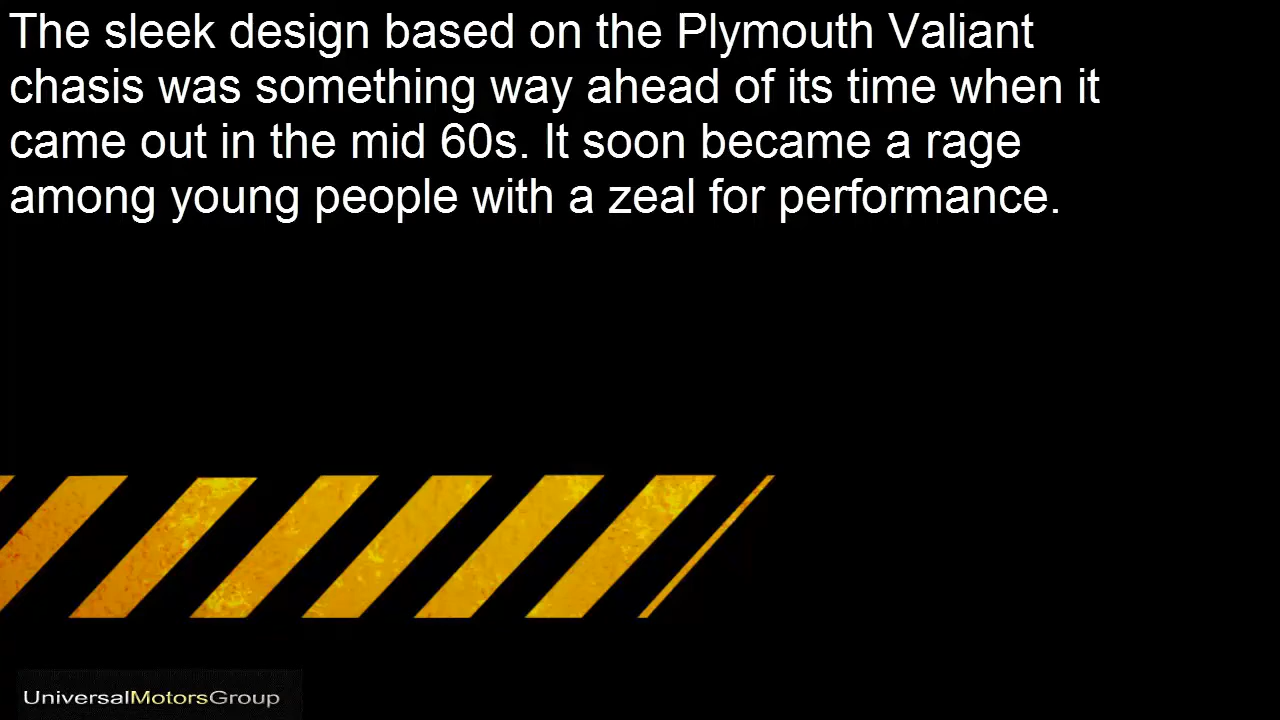 The sleek design based on the Plymouth Valiant
chasis was something way ahead of its time when it
came out in the mid 60s. It soon became a rage
among young people with a zeal for performance.
UniversalMotorsGroup